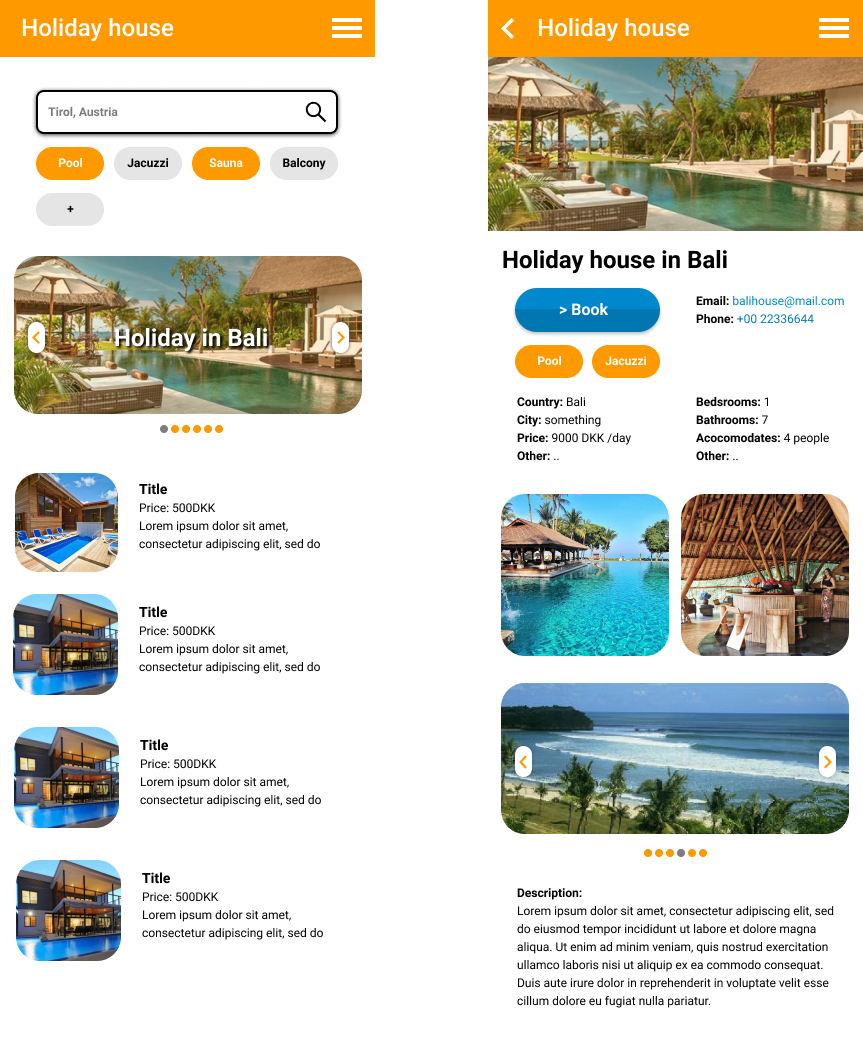 Holiday house
Tirol, Austria
Pool
Jacuzzi
Sauna
Balcony
+
Holiday in Bali
Title
Price: 500DKK
Lorem ipsum dolor sit amet,
consectetur adipiscing elit, sed do
Title
Price: 500DKK
Lorem ipsum dolor sit amet,
consectetur adipiscing elit, sed do
Title
Price: 500DKK
Lorem ipsum dolor sit amet,
consectetur adipiscing elit, sed do
Title
Price: 500DKK
Lorem ipsum dolor sit amet,
consectetur adipiscing elit, sed do
Holiday house
Holiday house in Bali
> Book
Email: balihouse@mail.com
Phone: +00 22336644
Pool
Jacuzzi
Country: Bali
City: something
Price: 9000 DKK /day
Other: ..
Bedsrooms: 1
Bathrooms: 7
Acocomodates: 4 people
Other: ..
Description:
Lorem ipsum dolor sit amet, consectetur adipiscing elit, sed
do eiusmod tempor incididunt ut labore et dolore magna
aliqua. Ut enim ad minim veniam, quis nostrud exercitation
ullamco laboris nisi ut aliquip ex ea commodo consequat.
Duis aute irure dolor in reprehenderit in voluptate velit esse
cillum dolore eu fugiat nulla pariatur.